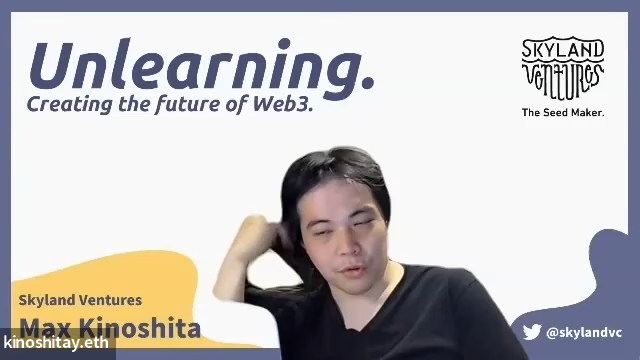 Unlearning.
Creating the future of Web3.
SKYLAND
VENTURES
The Seed Maker.
Skyland Ventures
Max Kinoshita
kinoshitay.eth
@skylandvc